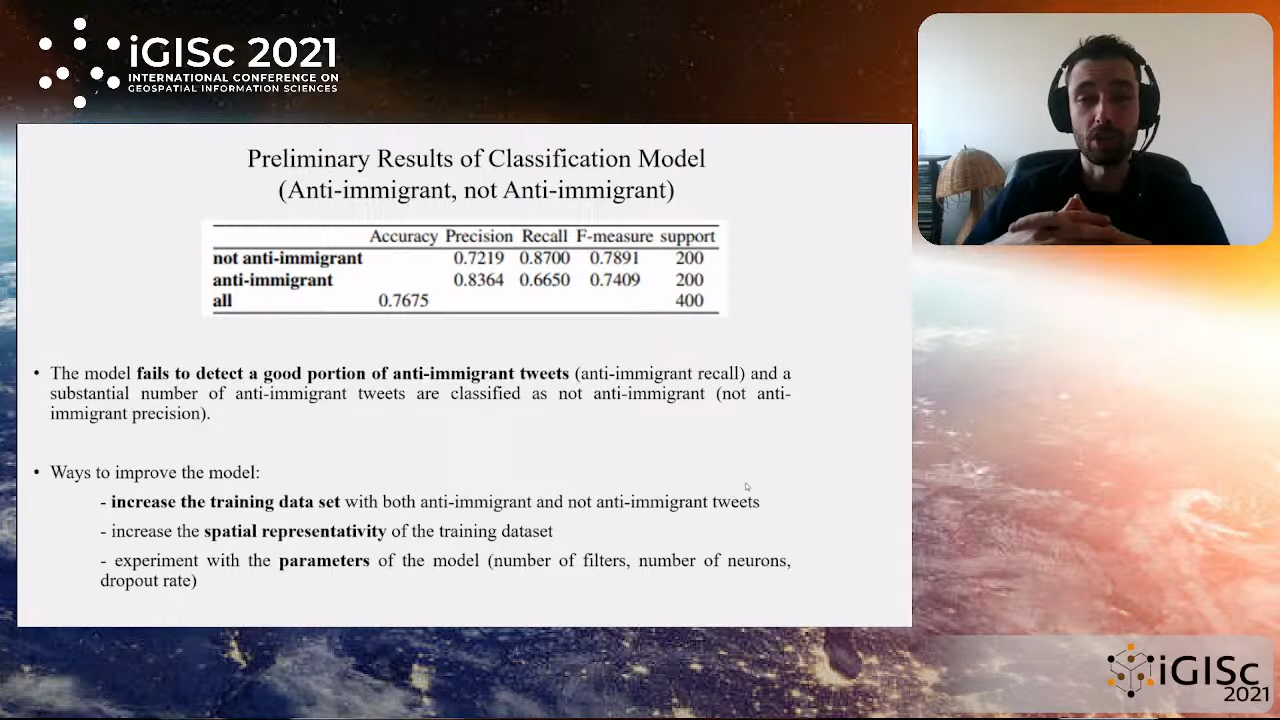 iGISc 2021
INTERNATIONAL CONFERENCE ON
GEOSPATIAL INFORMATION SCIENCES
Preliminary Results of Classification Model
(Anti-immigrant, not Anti-immigrant)
Accuracy Precision Recall F-measure support
not anti-immigrant 0.7219 0.8700 0.7891 200
anti-immigrant 0.8364 0.6650 0.7409 200
all 0.7675 400
• The model fails to detect a good portion of anti-immigrant tweets (anti-immigrant recall) and a
substantial number of anti-immigrant tweets are classified as not anti-immigrant (not anti-
immigrant precision).
• Ways to improve the model:
- increase the training data set with both anti-immigrant and not anti-immigrant tweets
- increase the spatial representativity of the training dataset
- experiment with the parameters of the model (number of filters, number of neurons,
dropout rate)
iGISc
2021